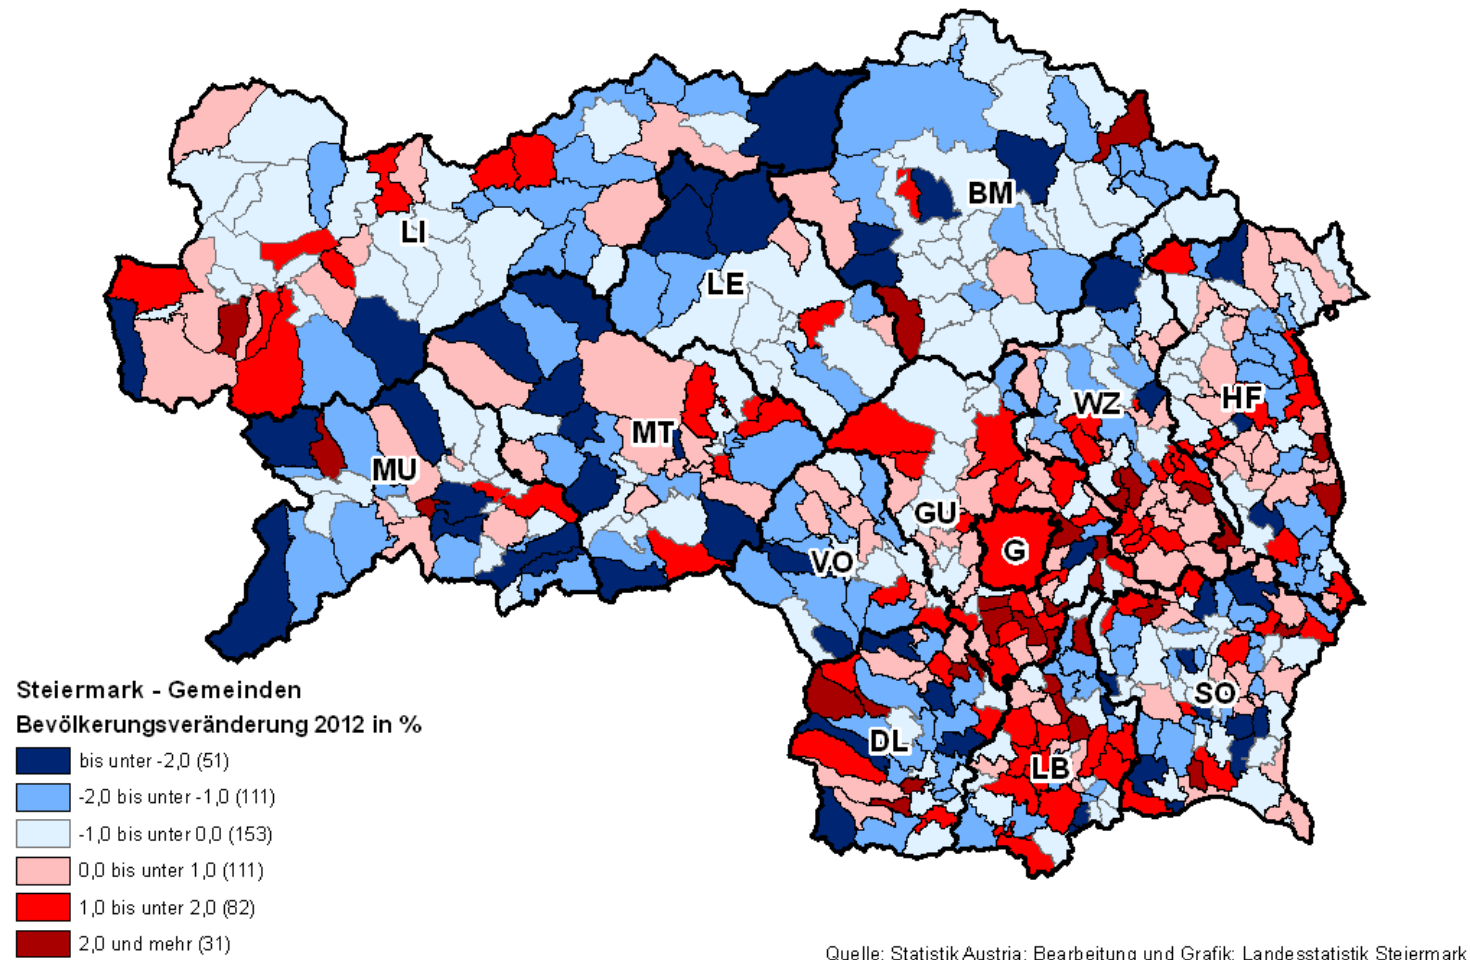 BM
LI
LE
WZ
HF
MT
MU
GU
G
VO
SO
DL
LB
Steiermark - Gemeinden
Bevölkerungsveränderung 2012 in %
bis unter -2,0 (51)
-2,0 bis unter -1,0 (111)
-1,0 bis unter 0,0 (153)
0,0 bis unter 1,0 (111)
1,0 bis unter 2,0 (82)
2,0 und mehr (31)
Quelle: Statistik Austria; Bearbeitung und Grafik: Landesstatistik Steiermark